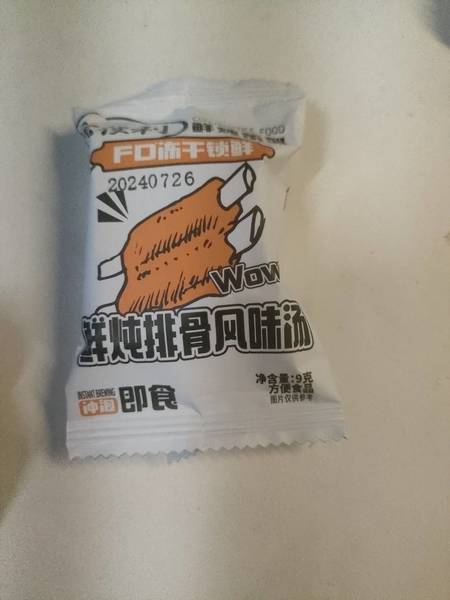 FD冻干锁鲜
20240726
Wow
鲜炖排骨风味汤
净含量:9克
INSTANT BREWING
冲泡 即食
方便食品
图片仅供参考